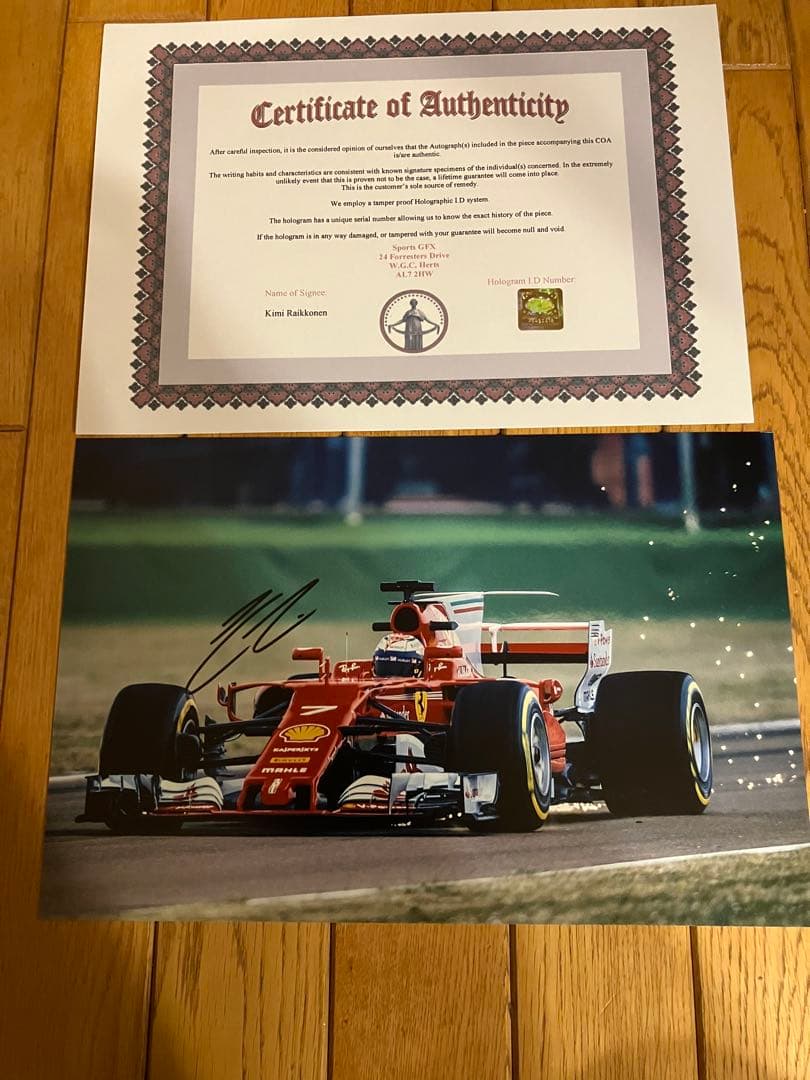 Certificate of Authenticity
After careful inspection, it is the considered opinion of ourselves that the Autograph(s) included in the piece accompanying this COA
is/are authentic.
The writing habits and characteristics are consistent with known signature specimens of the individual(s) concerned. In the extremely
unlikely event that this is proven not to be the case, a lifetime guarantee will come into place.
This is the customer's sole source of remedy.
We employ a tamper proof Holographic I.D system.
The hologram has a unique serial number allowing us to know the exact history of the piece.
If the hologram is in any way damaged, or tampered with your guarantee will become null and void
Sports GFX
24 Forresters Drive
W.G.C, Herts
AL7 2HW
Name of Signee:
Hologram I.D Number:
Kimi Raikkonen
Ray-Ban
Santander
7
KASPERSKY
PIRELLI
MAHLE